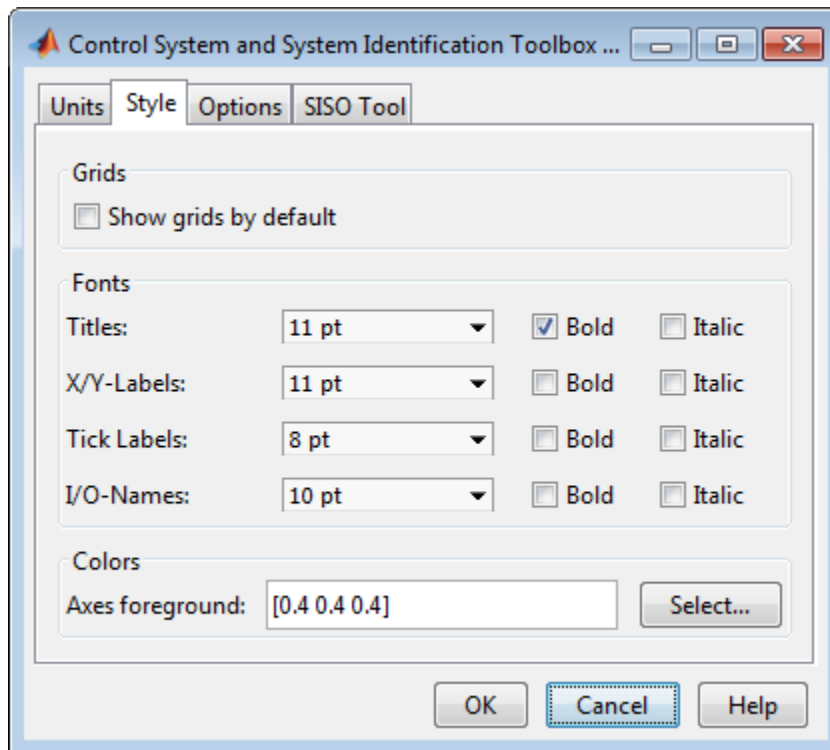 Control System and System Identification Toolbox ...
Units Style Options SISO Tool
Grids
Show grids by default
Fonts
Titles: 11 pt Bold Italic
X/Y-Labels: 11 pt Bold Italic
Tick Labels: 8 pt Bold Italic
I/O-Names: 10 pt Bold Italic
Colors
Axes foreground: [0.4 0.4 0.4] Select...
OK Cancel Help